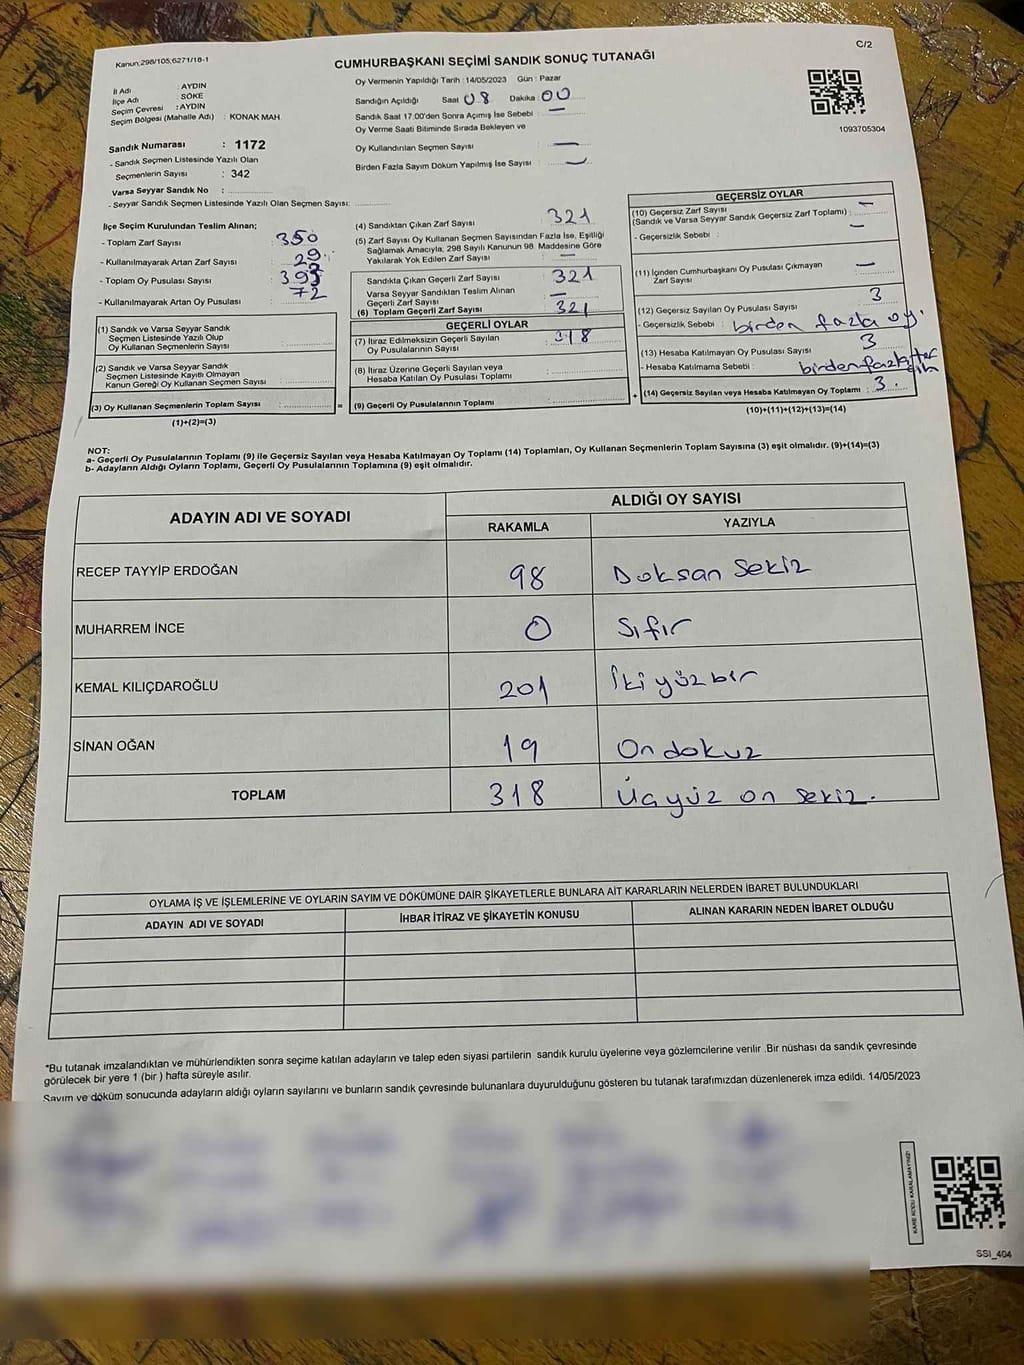 Kanun;298/105,6271/18-1
C/2
CUMHURBAŞKANI SEÇİMİ SANDIK SONUÇ TUTANAĞI
İl Adı : AYDIN
İlçe Adı : SÖKE
Seçim Çevresi : AYDIN
Seçim Bölgesi (Mahalle Adı) : KONAK MAH.
Sandık Numarası : 1172
- Sandık Seçmen Listesinde Yazılı Olan
Seçmenlerin Sayısı : 342
Varsa Seyyar Sandık No :
- Seyyar Sandık Seçmen Listesinde Yazılı Olan Seçmen Sayısı:
Oy Vermenin Yapıldığı Tarih :14/05/2023 Gün : Pazar
Sandığın Açıldığı Saat 08 Dakika :00
Sandık Saat 17.00'den Sonra Açımış İse Sebebi : —
Oy Verme Saati Bitiminde Sırada Bekleyen ve
Oy Kullandırılan Seçmen Sayısı : —
Birden Fazla Sayım Döküm Yapılmış İse Sayısı : —
1093705304
İlçe Seçim Kurulundan Teslim Alınan;
- Toplam Zarf Sayısı : 350
- Kullanılmayarak Artan Zarf Sayısı : 29
- Toplam Oy Pusulası Sayısı :
- Kullanılmayarak Artan Oy Pusulası : 72
(1) Sandık ve Varsa Seyyar Sandık
Seçmen Listesinde Yazılı Olup
Oy Kullanan Seçmenlerin Sayısı :
(2) Sandık ve Varsa Seyyar Sandık
Seçmen Listesinde Kayıtlı Olmayan
Kanun Gereği Oy Kullanan Seçmen Sayısı :
(3) Oy Kullanan Seçmenlerin Toplam Sayısı :
(1)+(2)=(3)
=
(4) Sandıktan Çıkan Zarf Sayısı : 321
(5) Zarf Sayısı Oy Kullanan Seçmen Sayısından Fazla İse, Eşitliği
Sağlamak Amacıyla, 298 Sayılı Kanunun 98. Maddesine Göre
Yakılarak Yok Edilen Zarf Sayısı : —
Sandıkta Çıkan Geçerli Zarf Sayısı : 321
Varsa Seyyar Sandıktan Teslim Alınan
Geçerli Zarf Sayısı : —
(6) Toplam Geçerli Zarf Sayısı : 321
GEÇERLİ OYLAR
(7) İtiraz Edilmeksizin Geçerli Sayılan
Oy Pusulalarının Sayısı : 318
(8) İtiraz Üzerine Geçerli Sayılan veya
Hesaba Katılan Oy Pusulası Toplamı :
(9) Geçerli Oy Pusulalarının Toplamı :
+
GEÇERSİZ OYLAR
(10) Geçersiz Zarf Sayısı
(Sandık ve Varsa Seyyar Sandık Geçersiz Zarf Toplamı) : —
- Geçersizlik Sebebi : —
(11) İçinden Cumhurbaşkanı Oy Pusulası Çıkmayan
Zarf Sayısı : —
(12) Geçersiz Sayılan Oy Pusulası Sayısı : 3
- Geçersizlik Sebebi : birden fazla oy.
(13) Hesaba Katılmayan Oy Pusulası Sayısı : 3
- Hesaba Katılmama Sebebi :
(14) Geçersiz Sayılan veya Hesaba Katılmayan Oy Toplamı : 3.
(10)+(11)+(12)+(13)=(14)
NOT:
a- Geçerli Oy Pusulalarının Toplamı (9) ile Geçersiz Sayılan veya Hesaba Katılmayan Oy Toplamı (14) Toplamları, Oy Kullanan Seçmenlerin Toplam Sayısına (3) eşit olmalıdır. (9)+(14)=(3)
b- Adayların Aldığı Oyların Toplamı, Geçerli Oy Pusulalarının Toplamına (9) eşit olmalıdır.
ADAYIN ADI VE SOYADI
ALDIĞI OY SAYISI
RAKAMLA YAZIYLA
RECEP TAYYİP ERDOĞAN 98 Doksan Sekiz
MUHARREM İNCE 0 Sıfır
KEMAL KILIÇDAROĞLU 201 İki yüz bir
SİNAN OĞAN 19 On dokuz
TOPLAM 318 Üçyüz on sekiz.
OYLAMA İŞ VE İŞLEMLERİNE VE OYLARIN SAYIM VE DÖKÜMÜNE DAİR ŞİKAYETLERLE BUNLARA AİT KARARLARIN NELERDEN İBARET BULUNDUKLARI
ADAYIN ADI VE SOYADI İHBAR İTİRAZ VE ŞİKAYETİN KONUSU ALINAN KARARIN NEDEN İBARET OLDUĞU
*Bu tutanak imzalandıktan ve mühürlendikten sonra seçime katılan adayların ve talep eden siyasi partilerin sandık kurulu üyelerine veya gözlemcilerine verilir .Bir nüshası da sandık çevresinde
görülecek bir yere 1 (bir ) hafta süreyle asılır.
Sayım ve döküm sonucunda adayların aldığı oyların sayılarını ve bunların sandık çevresinde bulunanlara duyurulduğunu gösteren bu tutanak tarafımızdan düzenlenerek imza edildi. 14/05/2023
KARE KODU KARALAMAYINIZ!
SSİ_404